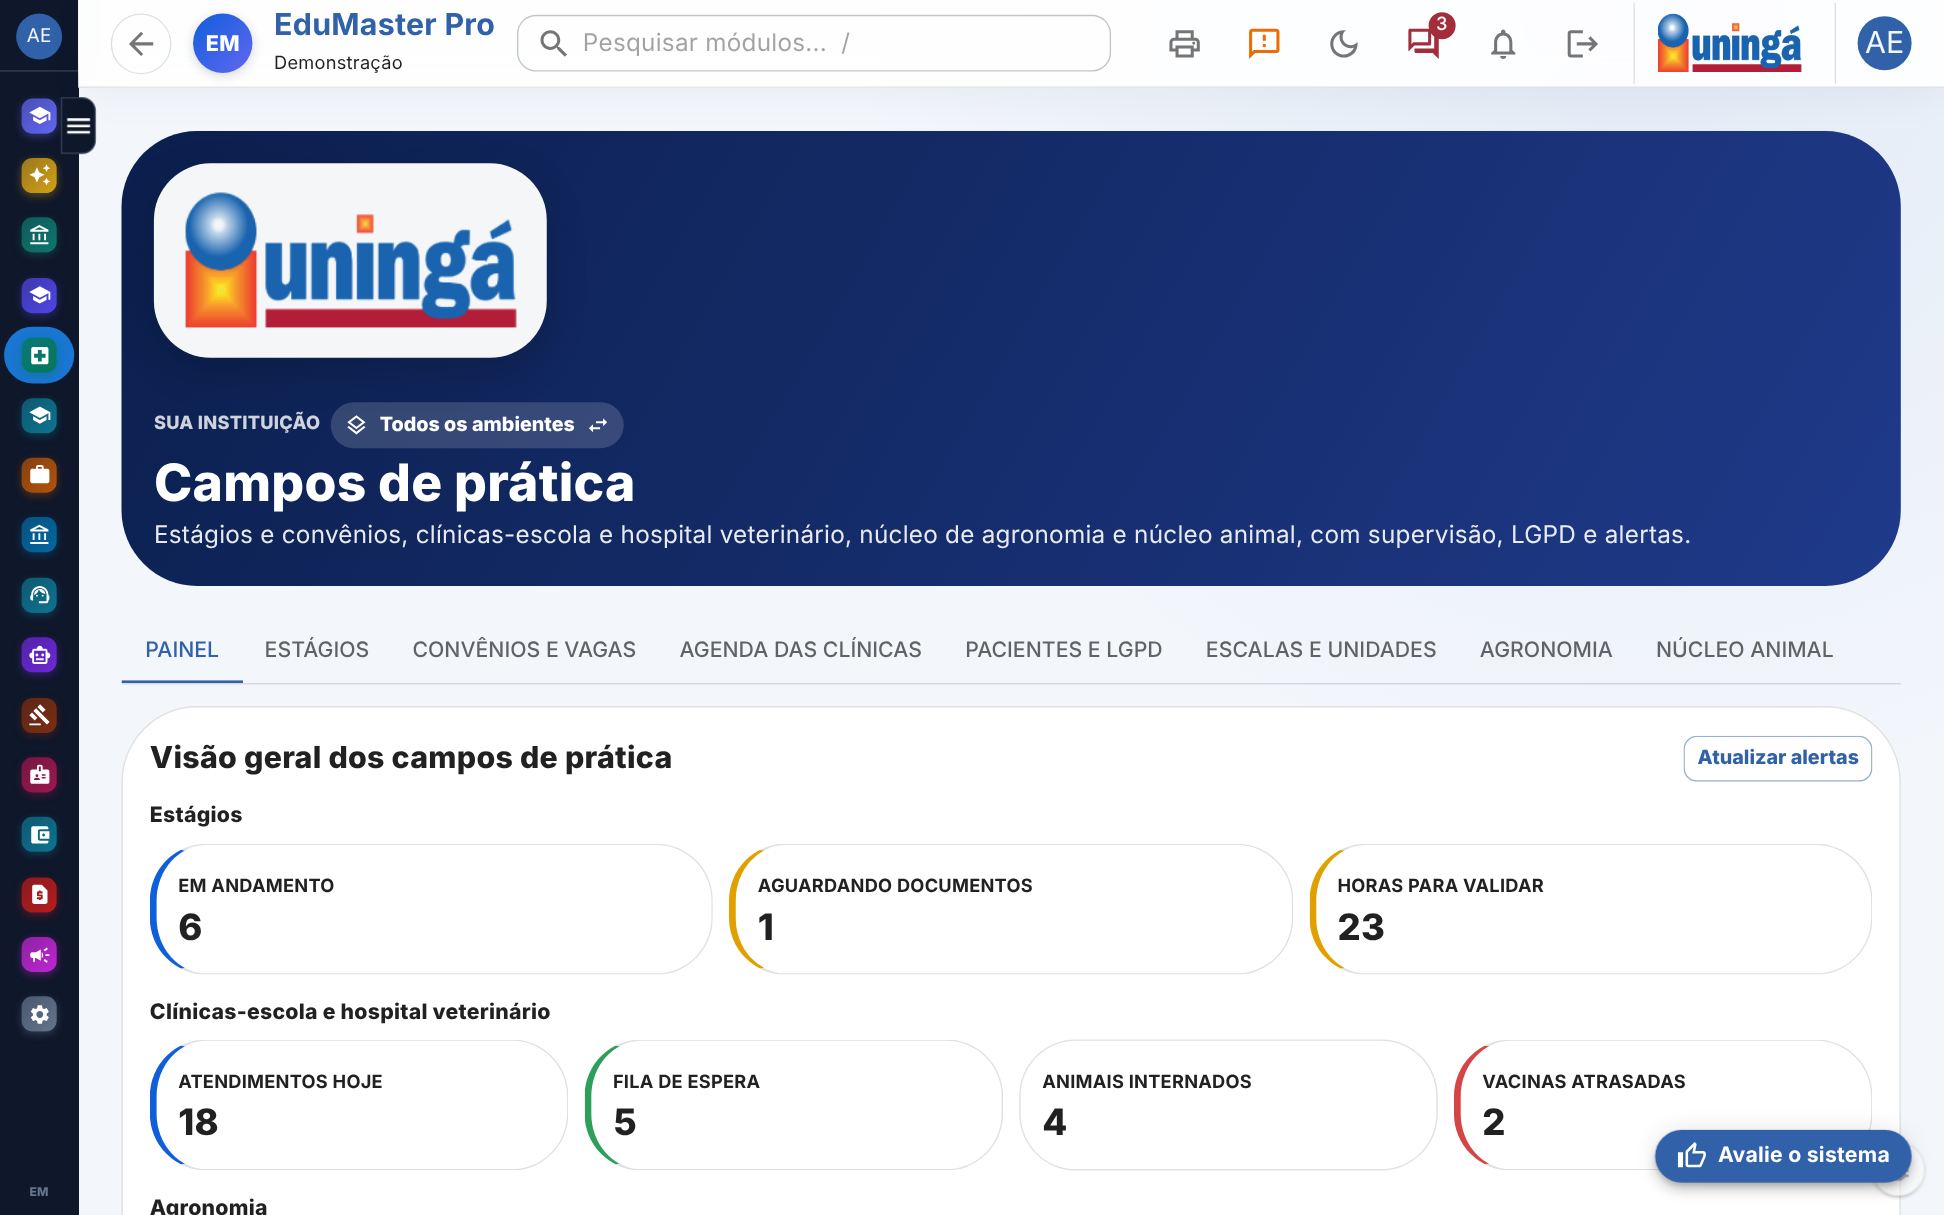 AE
EM
EduMaster Pro
Demonstração
Pesquisar módulos... /
3
uningá
AE
uningá
SUA INSTITUIÇÃO
Todos os ambientes
Campos de prática
Estágios e convênios, clínicas-escola e hospital veterinário, núcleo de agronomia e núcleo animal, com supervisão, LGPD e alertas.
PAINEL
ESTÁGIOS
CONVÊNIOS E VAGAS
AGENDA DAS CLÍNICAS
PACIENTES E LGPD
ESCALAS E UNIDADES
AGRONOMIA
NÚCLEO ANIMAL
Visão geral dos campos de prática
Atualizar alertas
Estágios
EM ANDAMENTO
6
AGUARDANDO DOCUMENTOS
1
HORAS PARA VALIDAR
23
Clínicas-escola e hospital veterinário
ATENDIMENTOS HOJE
18
FILA DE ESPERA
5
ANIMAIS INTERNADOS
4
VACINAS ATRASADAS
2
Avalie o sistema
EM
Agronomia